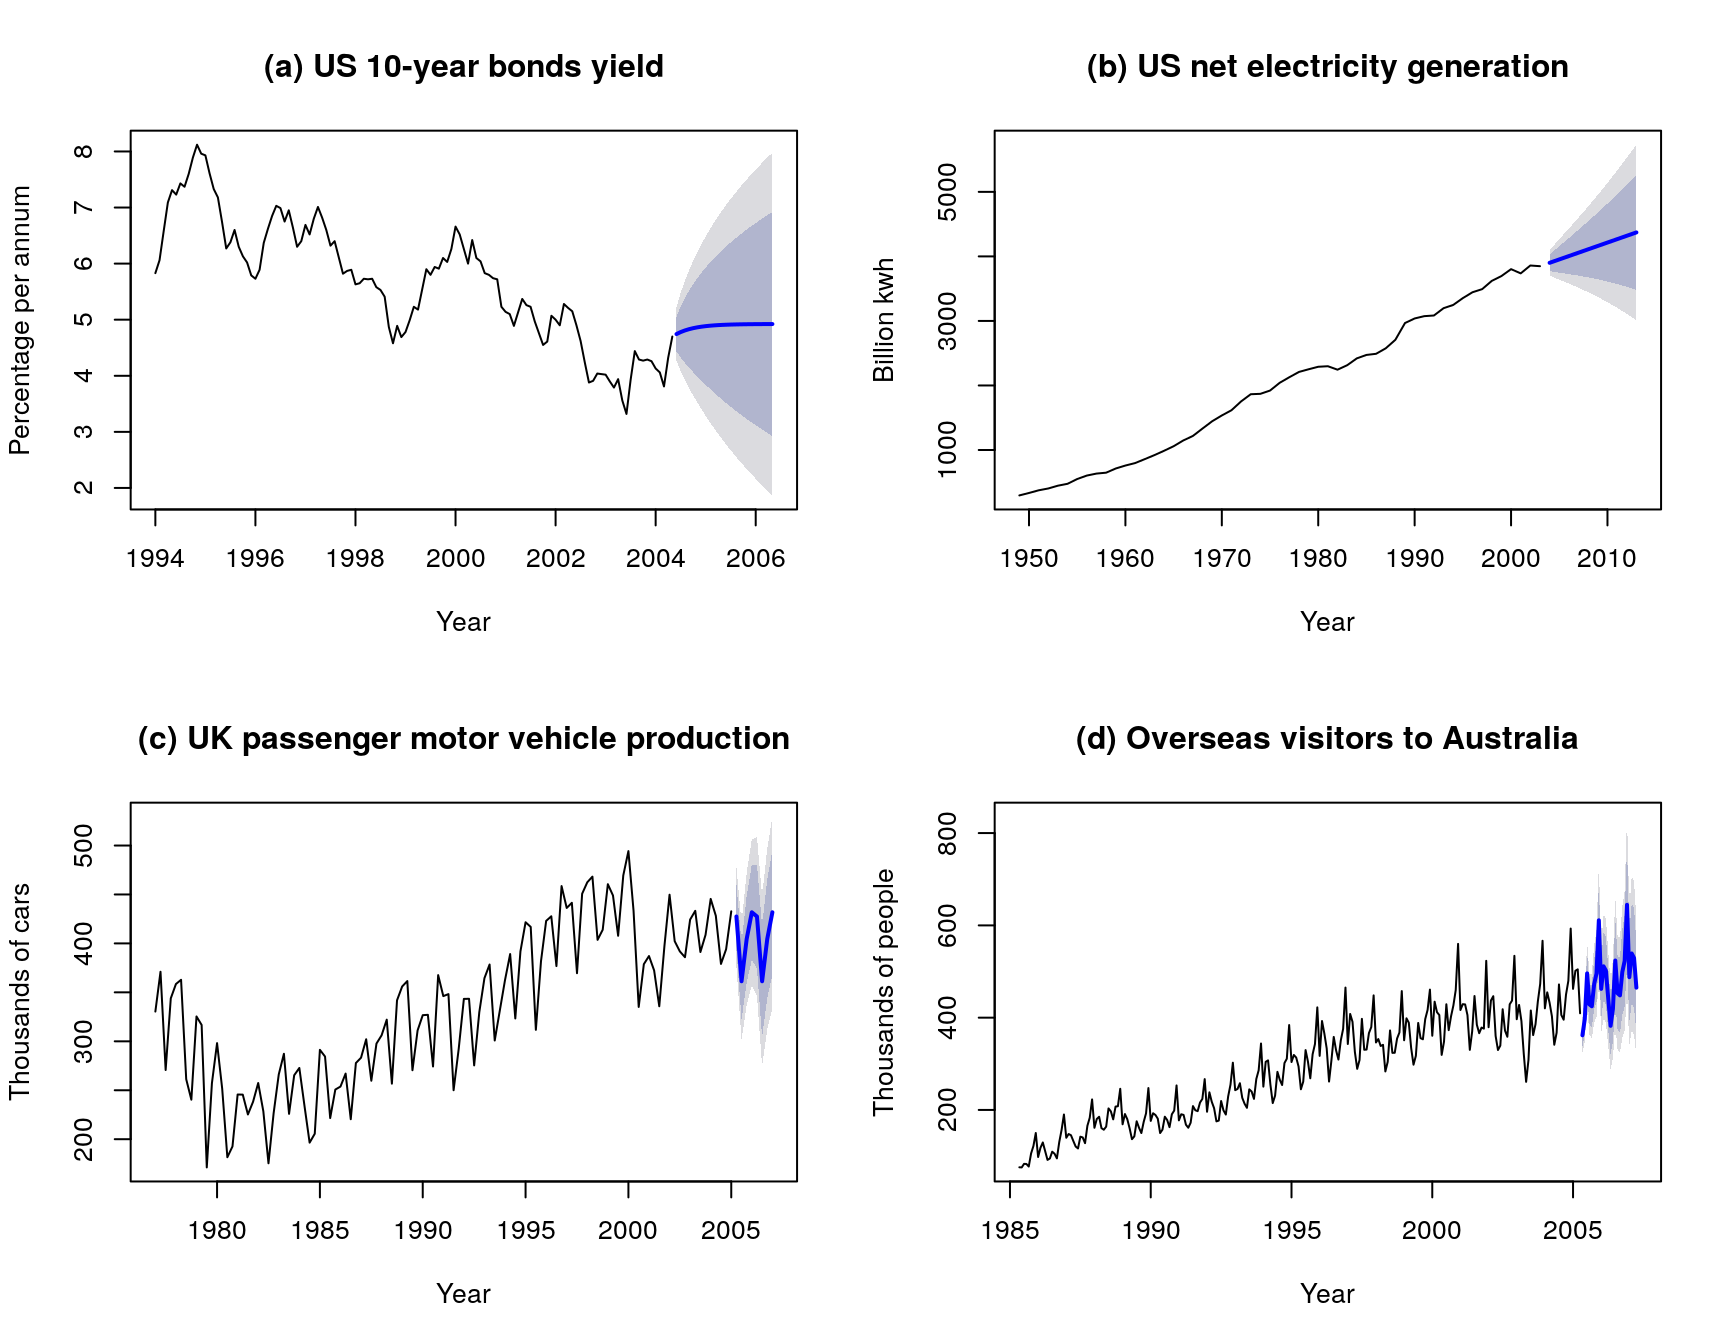 (a) US 10-year bonds yield
Percentage per annum
8
7
6
5
4
3
2
1994 1996 1998 2000 2002 2004 2006
Year
(b) US net electricity generation
Billion kwh
5000
3000
1000
1950 1960 1970 1980 1990 2000 2010
Year
(c) UK passenger motor vehicle production
Thousands of cars
500
400
300
200
1980 1985 1990 1995 2000 2005
Year
(d) Overseas visitors to Australia
Thousands of people
800
600
400
200
1985 1990 1995 2000 2005
Year